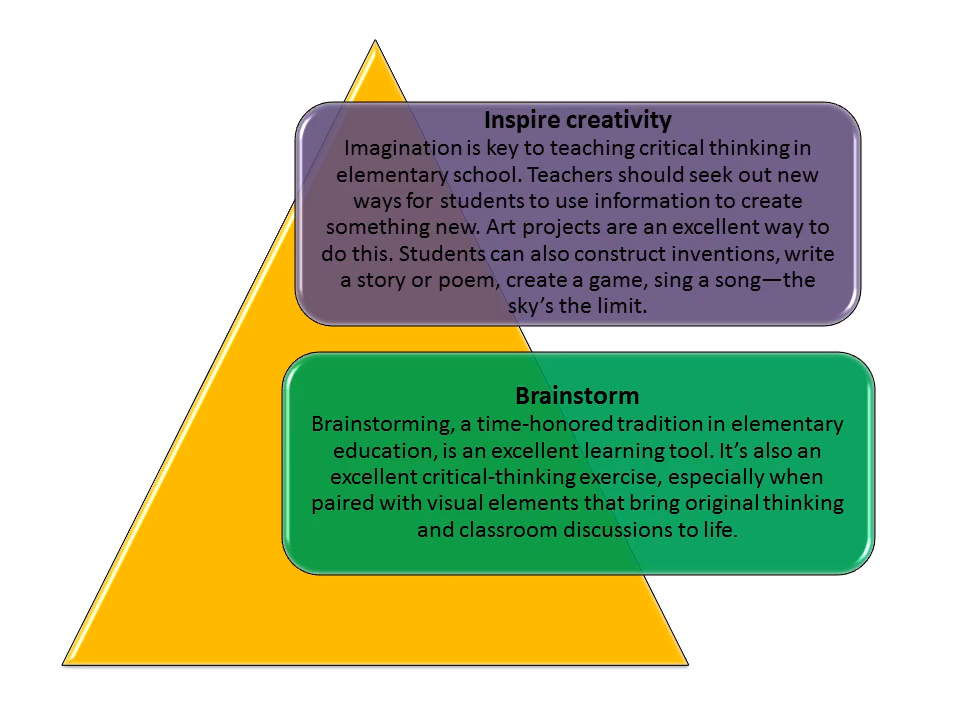 Inspire creativity
Imagination is key to teaching critical thinking in
elementary school. Teachers should seek out new
ways for students to use information to create
something new. Art projects are an excellent way to
do this. Students can also construct inventions, write
a story or poem, create a game, sing a song—the
sky’s the limit.
Brainstorm
Brainstorming, a time-honored tradition in elementary
education, is an excellent learning tool. It’s also an
excellent critical-thinking exercise, especially when
paired with visual elements that bring original thinking
and classroom discussions to life.